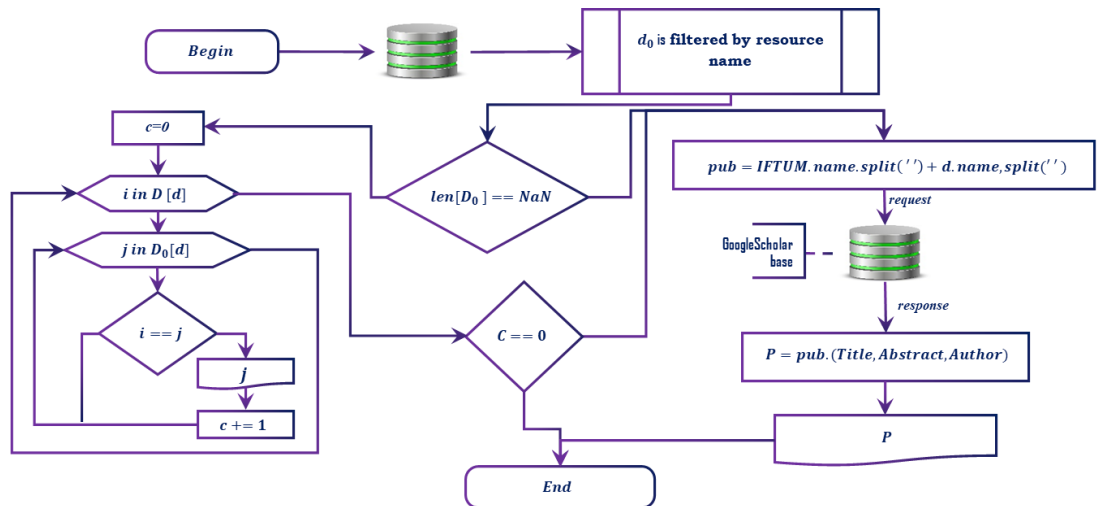 Begin
d₀ is filtered by resource
name
c=0
i in D [d]
len[D₀ ] == NaN
pub = IFTUM.name.split(' ') + d.name,split(' ')
request
j in D₀[d]
GoogleScholar
base
i == j
C == 0
response
P = pub.(Title,Abstract,Author)
j
c += 1
P
End